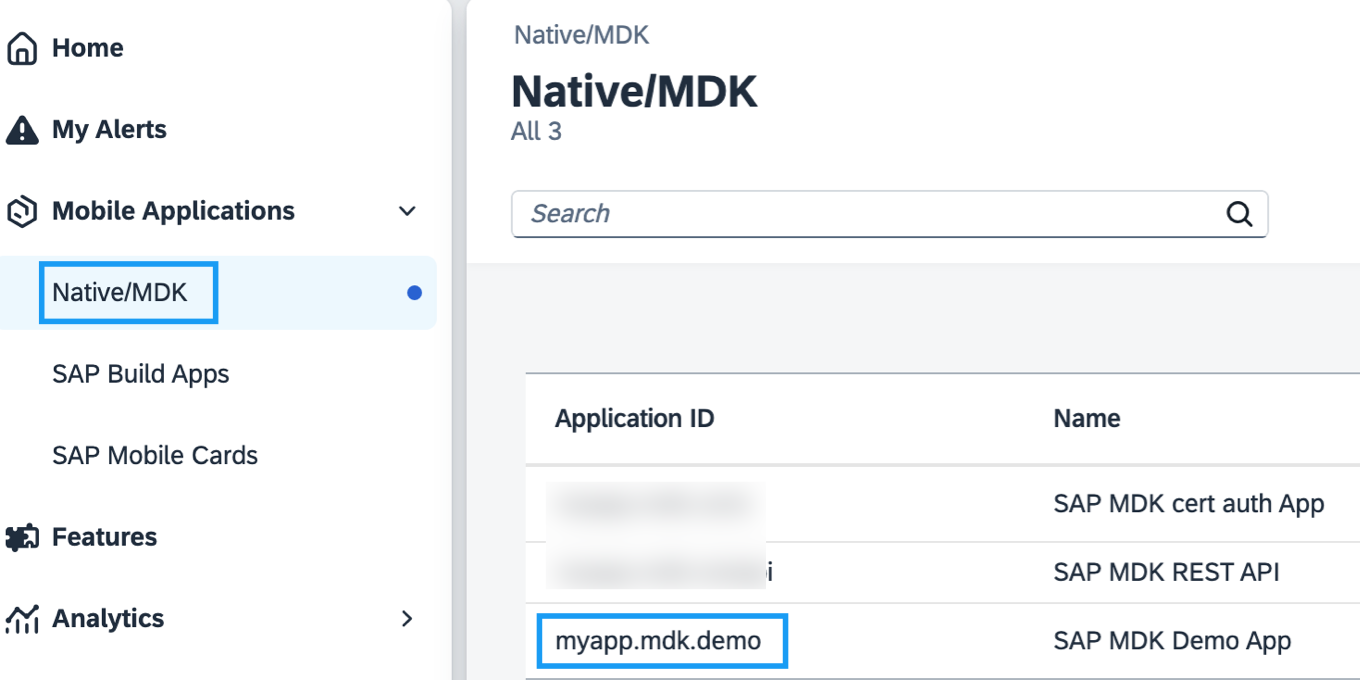 Home
My Alerts
Mobile Applications
Native/MDK
SAP Build Apps
SAP Mobile Cards
Features
Analytics
Native/MDK
Native/MDK
All 3
Search
Application ID Name
SAP MDK cert auth App
SAP MDK REST API
myapp.mdk.demo SAP MDK Demo App